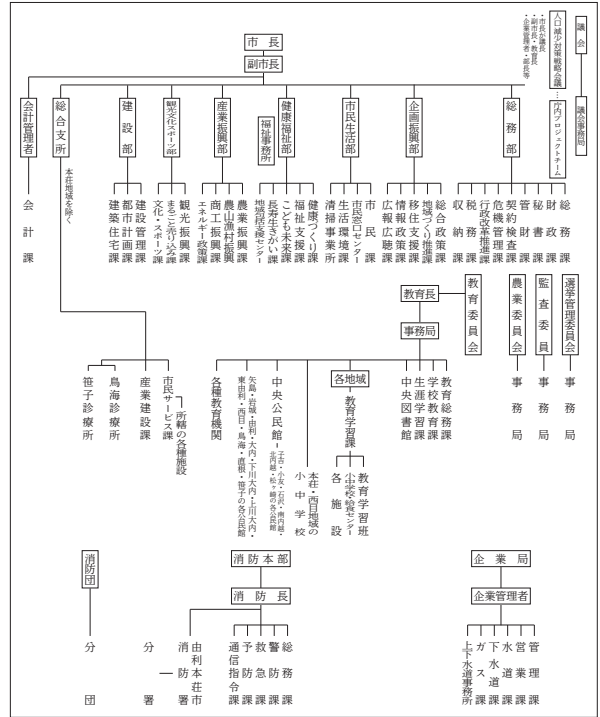 議会
議会事務局
人口減少対策戦略会議
庁内プロジェクトチーム
・市長が議長
・副市長・教育長
・企業管理者・部長等
市長
副市長
総務部
総務課
財政課
秘書課
管財課
契約検査課
危機管理課
行政改革推進課
税務課
収納課
企画振興部
総合政策課
地域づくり推進課
移住支援課
情報政策課
広報広聴課
市民生活部
市民課
市民窓口センター
生活環境課
清掃事業所
健康福祉部
福祉事務所
健康づくり課
福祉支援課
こども未来課
長寿生きがい課
地域包括支援センター
産業振興部
農業振興課
農山漁村振興課
商工振興課
エネルギー政策課
観光文化スポーツ部
観光振興課
まるごと売り込み課
文化・スポーツ課
建設部
建設管理課
都市計画課
建築住宅課
総合支所
本荘地域を除く
市民サービス課
所轄の各種施設
産業建設課
鳥海診療所
笹子診療所
会計管理者
会計課
選挙管理委員会
事務局
監査委員
事務局
農業委員会
事務局
教育委員会
教育長
事務局
教育総務課
学校教育課
生涯学習課
中央図書館
各地域
教育学習課
教育学習班
小中学校・給食センター
各施設
本荘・西目地域の
小中学校
中央公民館
子吉・小友・石沢・南内越・
北内越・松ヶ崎の各公民館
矢島・岩城・由利・大内・下川大内・上川大内・
東由利・西目・鳥海・直根・笹子の各公民館
各種教育機関
企業局
企業管理者
管理課
営業課
水道課
下水道課
ガス課
上下水道事務所
消防本部
消防長
総務課
警防課
救急課
予防課
通信指令課
由利本荘市
消防署
分署
消防団
分団